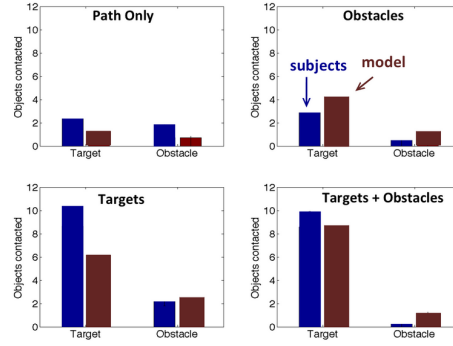 Path Only
Objects contacted
12
10
8
6
4
2
0
Target
Obstacle
Obstacles
Objects contacted
12
10
8
6
4
2
0
subjects
model
Target
Obstacle
Targets
Objects contacted
12
10
8
6
4
2
0
Target
Obstacle
Targets + Obstacles
Objects contacted
12
10
8
6
4
2
0
Target
Obstacle